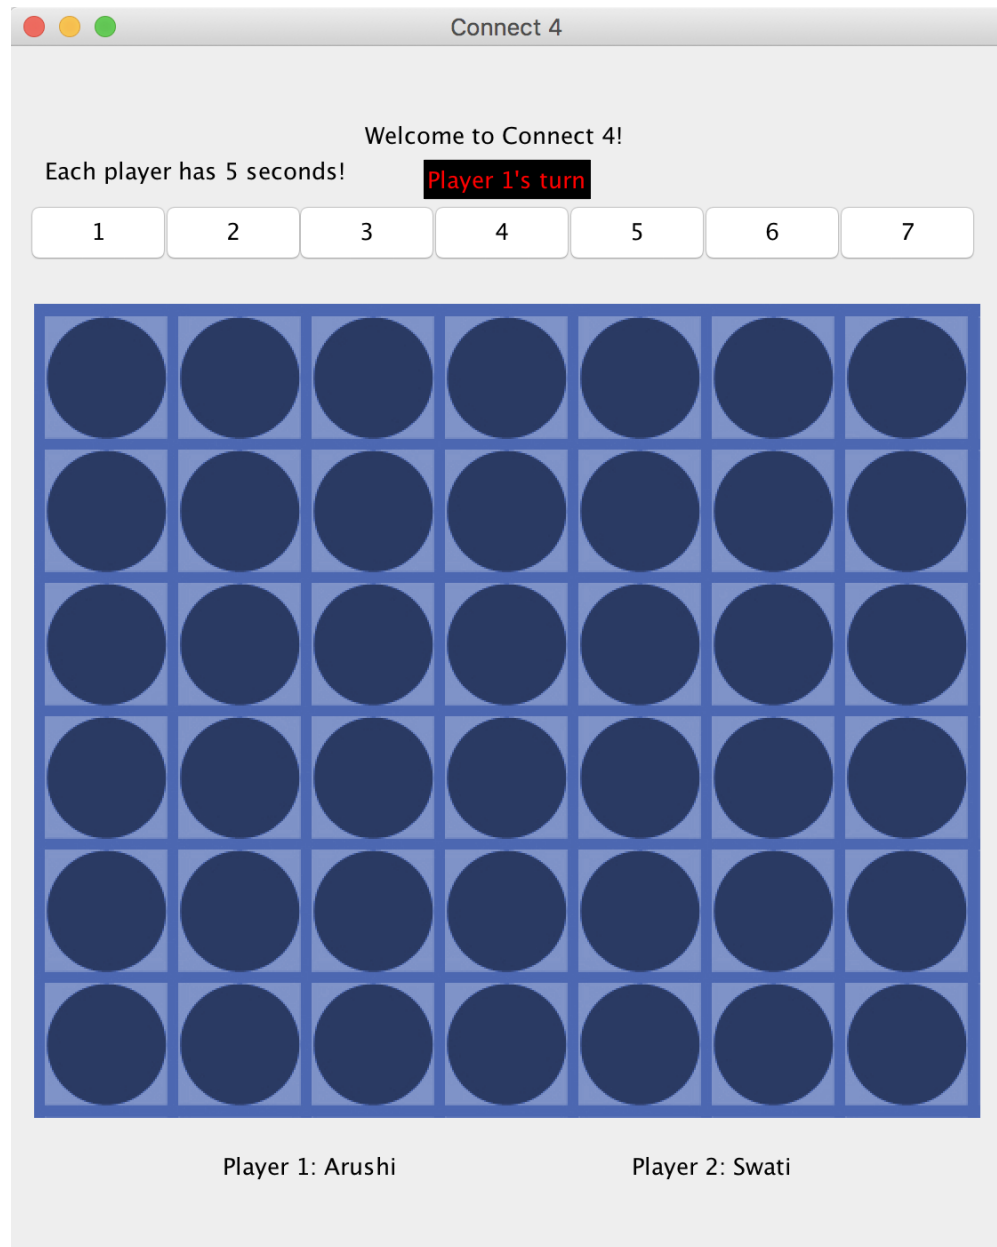 Connect 4
Welcome to Connect 4!
Each player has 5 seconds!
Player 1's turn
1 2 3 4 5 6 7
Player 1: Arushi Player 2: Swati